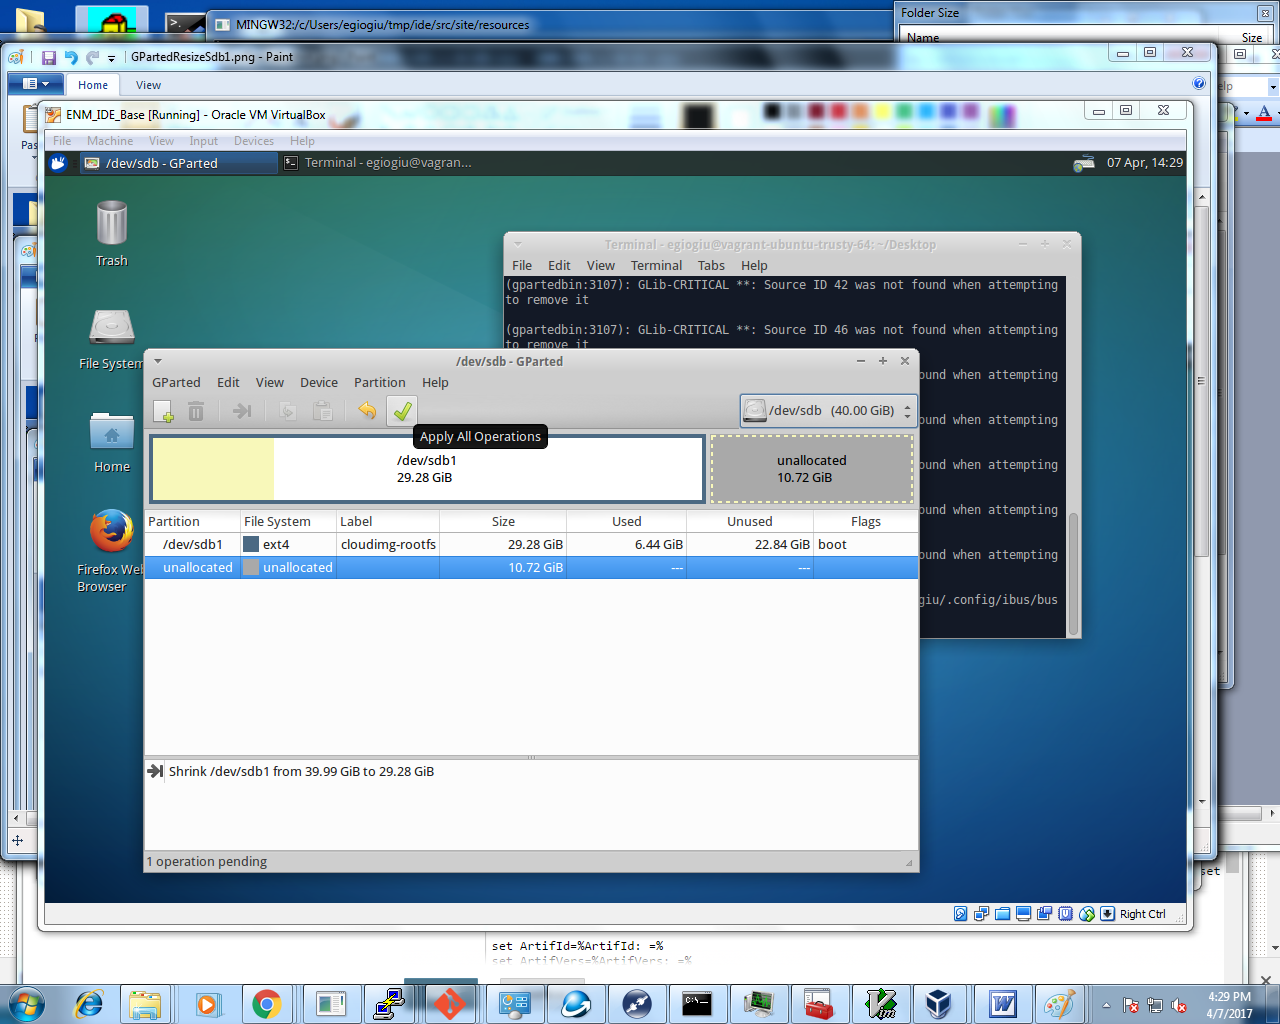 MINGW32:/c/Users/egiogiu/tmp/ide/src/site/resources
Folder Size
Name
Size
GPartedResizeSdb1.png - Paint
Home
View
ENM_IDE_Base [Running] - Oracle VM VirtualBox
File Machine View Input Devices Help
/dev/sdb - GParted
Terminal - egiogiu@vagran...
07 Apr, 14:29
Trash
File System
Home
Firefox We
Browser
Terminal - egiogiu@vagrant-ubuntu-trusty-64: ~/Desktop
File Edit View Terminal Tabs Help
(gpartedbin:3107): GLib-CRITICAL **: Source ID 42 was not found when attempting
to remove it
(gpartedbin:3107): GLib-CRITICAL **: Source ID 46 was not found when attempting
to remove it
ound when attempting
ound when attempting
ound when attempting
ound when attempting
ound when attempting
giu/.config/ibus/bus
/dev/sdb - GParted
GParted Edit View Device Partition Help
/dev/sdb (40.00 GiB)
Apply All Operations
/dev/sdb1
29.28 GiB
unallocated
10.72 GiB
Partition File System Label Size Used Unused Flags
/dev/sdb1 ext4 cloudimg-rootfs 29.28 GiB 6.44 GiB 22.84 GiB boot
unallocated unallocated 10.72 GiB --- ---
Shrink /dev/sdb1 from 39.99 GiB to 29.28 GiB
1 operation pending
Right Ctrl
set
set ArtifId=%ArtifId: =%
set ArtifVers=%ArtifVers: =%
4:29 PM
4/7/2017